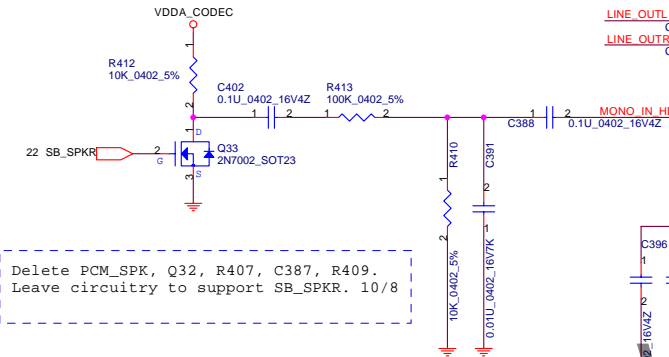 VDDA_CODEC
LINE_OUTL
LINE_OUTR
1
R412
10K_0402_5%
2
C402
0.1U_0402_16V4Z
1 2
R413
100K_0402_5%
1 2
C388
1 2
0.1U_0402_16V4Z
MONO_IN_HI
22 SB_SPKR
2
G
1
D
Q33
2N7002_SOT23
S
3
R410
1
2
10K_0402_5%
C391
2
1
0.01U_0402_16V7K
C396
1
2
Delete PCM_SPK, Q32, R407, C387, R409.
Leave circuitry to support SB_SPKR. 10/8